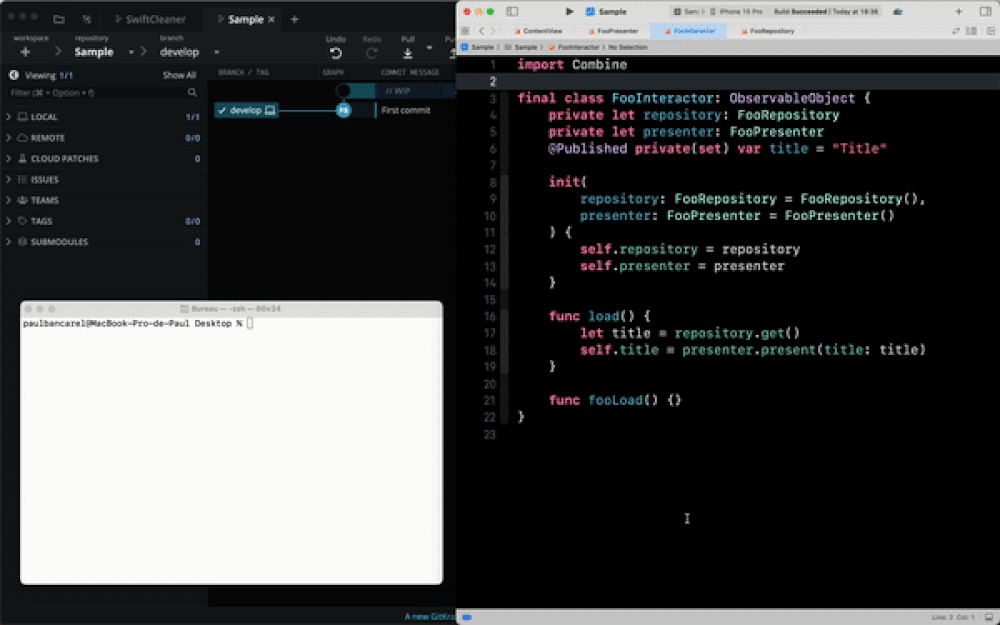 SwiftCleaner
Sample
workspace
repository
Sample
branch
develop
Undo
Redo
Pull
Viewing 1/1
Show All
Filter (⌘ + Option + f)
LOCAL 1/1
REMOTE 0/0
CLOUD PATCHES 0
ISSUES
TEAMS
TAGS 0/0
SUBMODULES 0
BRANCH / TAG
GRAPH
COMMIT MESSAGE
// WIP
develop
First commit
Bureau — -zsh — 80×24
paulbancarel@MacBook-Pro-de-Paul Desktop %
A new GitKra
Sample
iPhone 15 Pro
Build Succeeded | Today at 16:36
ContentView
FooPresenter
FooInteractor
FooRepository
Sample > Sample > FooInteractor > No Selection
1 import Combine
2
3 final class FooInteractor: ObservableObject {
4 private let repository: FooRepository
5 private let presenter: FooPresenter
6 @Published private(set) var title = "Title"
7
8 init(
9 repository: FooRepository = FooRepository(),
10 presenter: FooPresenter = FooPresenter()
11 ) {
12 self.repository = repository
13 self.presenter = presenter
14 }
15
16 func load() {
17 let title = repository.get()
18 self.title = presenter.present(title: title)
19 }
20
21 func fooLoad() {}
22 }
23
Line: 2 Col: 1